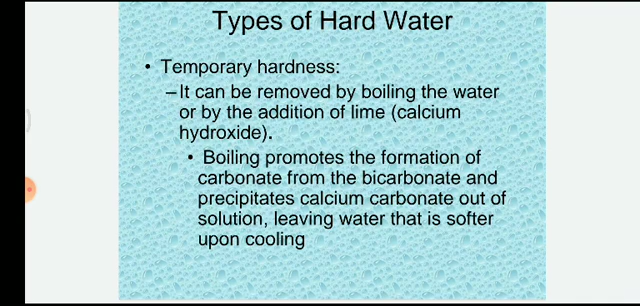 Types of Hard Water
• Temporary hardness:
–It can be removed by boiling the water
or by the addition of lime (calcium
hydroxide).
• Boiling promotes the formation of
carbonate from the bicarbonate and
precipitates calcium carbonate out of
solution, leaving water that is softer
upon cooling